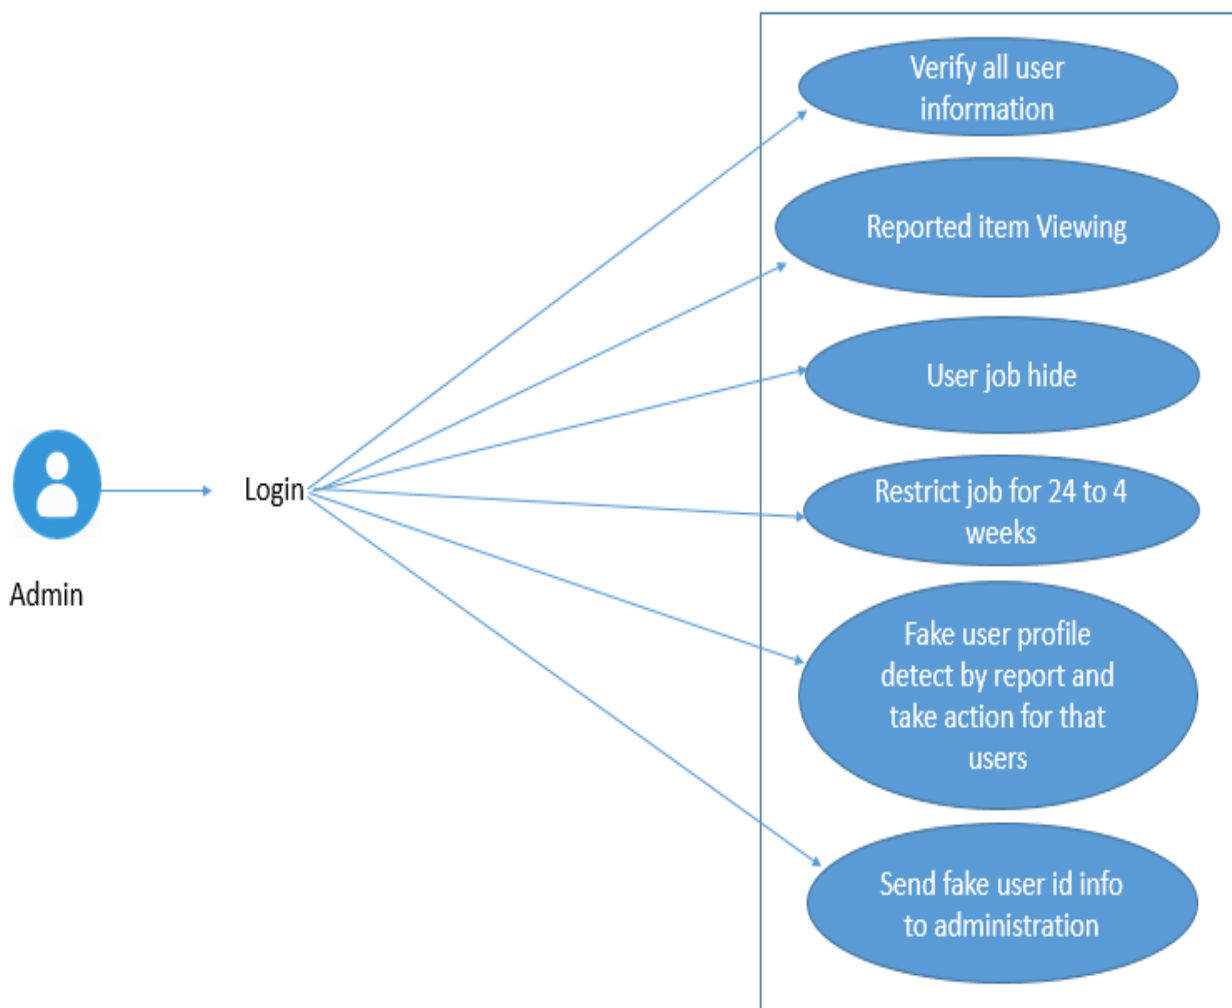 Verify all user
information
Reported item Viewing
User job hide
Login
Restrict job for 24 to 4
weeks
Admin
Fake user profile
detect by report and
take action for that
users
Send fake user id info
to administration